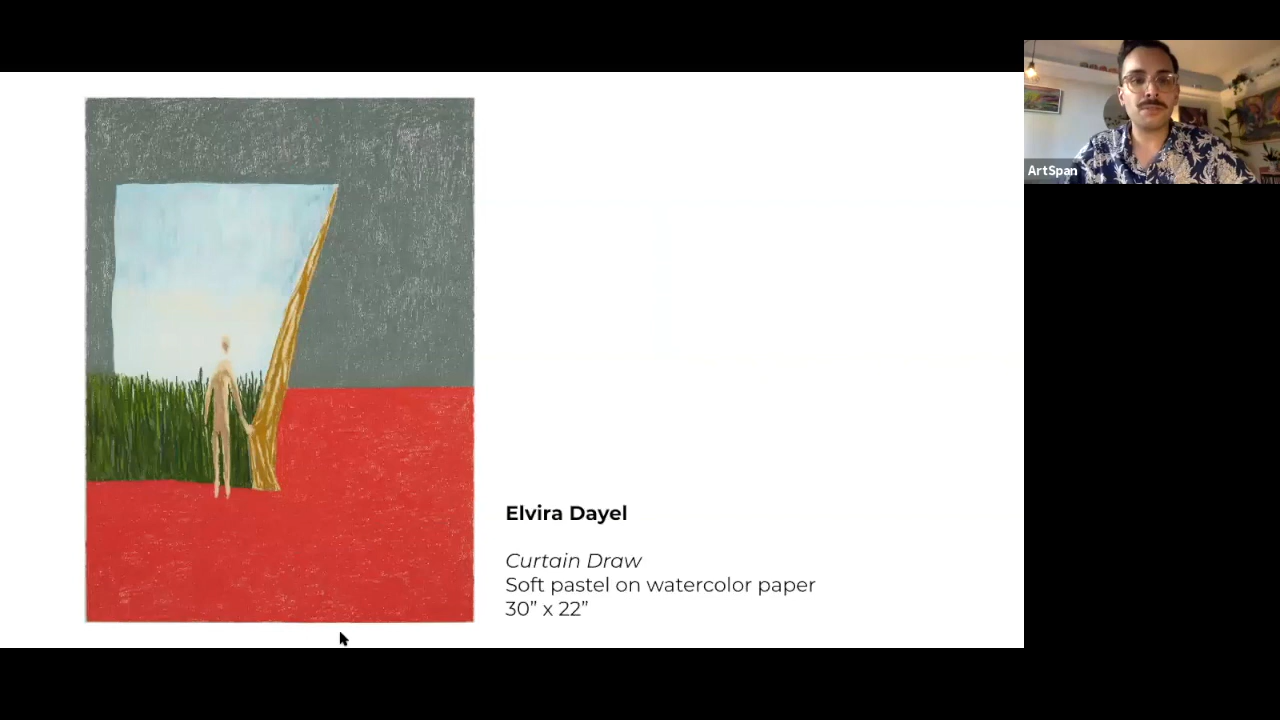 ArtSpan
Elvira Dayel
Curtain Draw
Soft pastel on watercolor paper
30” x 22”